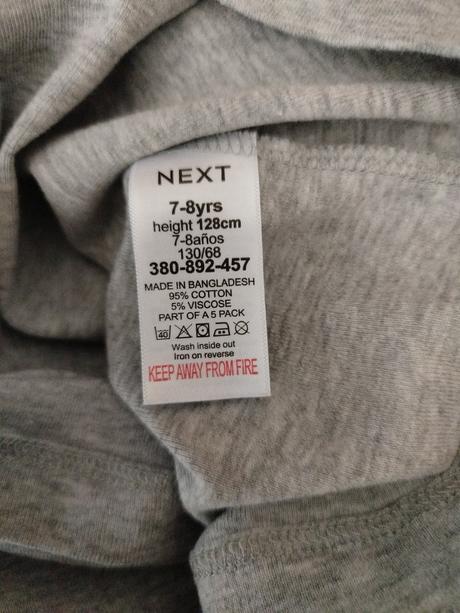 NEXT
7-8yrs
height 128cm
7-8años
130/68
380-892-457
MADE IN BANGLADESH
95% COTTON
5% VISCOSE
PART OF A 5 PACK
40
Wash inside out
Iron on reverse
KEEP AWAY FROM FIRE